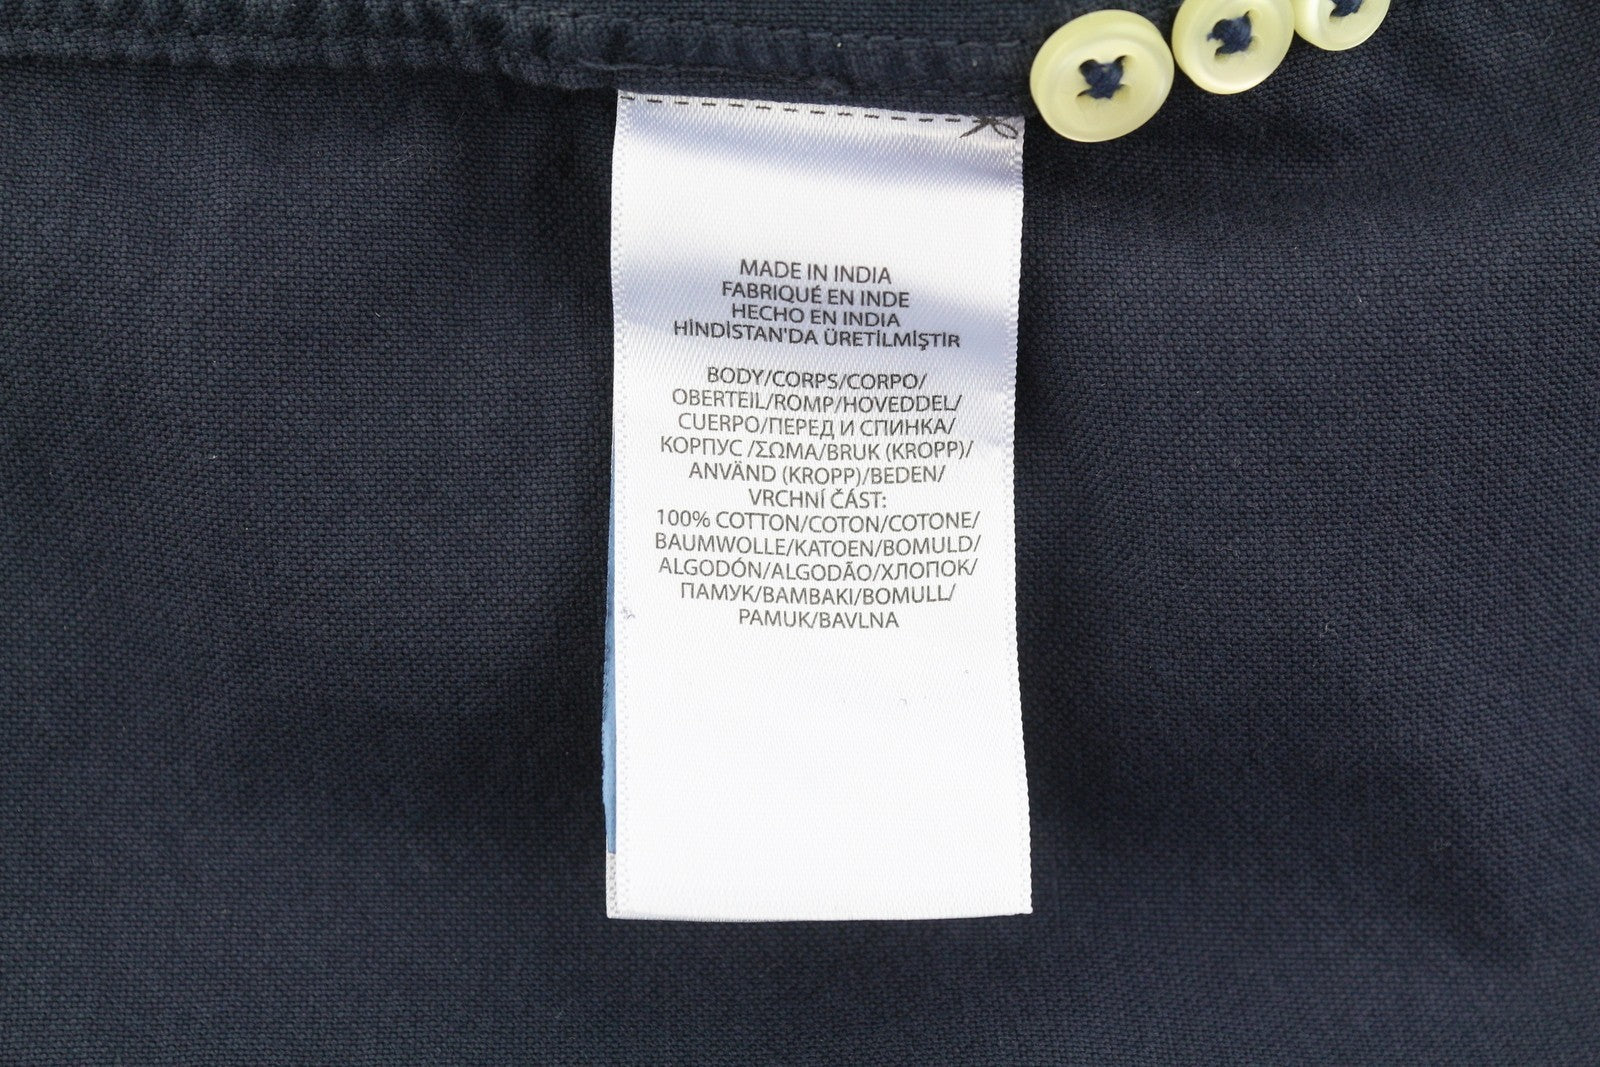 MADE IN INDIA
FABRIQUÉ EN INDE
HECHO EN INDIA
HİNDİSTAN'DA ÜRETİLMİŞTİR
BODY/CORPS/CORPO/
OBERTEIL/ROMP/HOVEDDEL/
CUERPO/ПЕРЕД И СПИНКА/
КОРПУС /ΣΩΜΑ/BRUK (KROPP)/
ANVÄND (KROPP)/BEDEN/
VRCHNÍ ČÁST:
100% COTTON/COTON/COTONE/
BAUMWOLLE/KATOEN/BOMULD/
ALGODÓN/ALGODÃO/ХЛОПОК/
ПАМУК/BAMBAKI/BOMULL/
PAMUK/BAVLNA